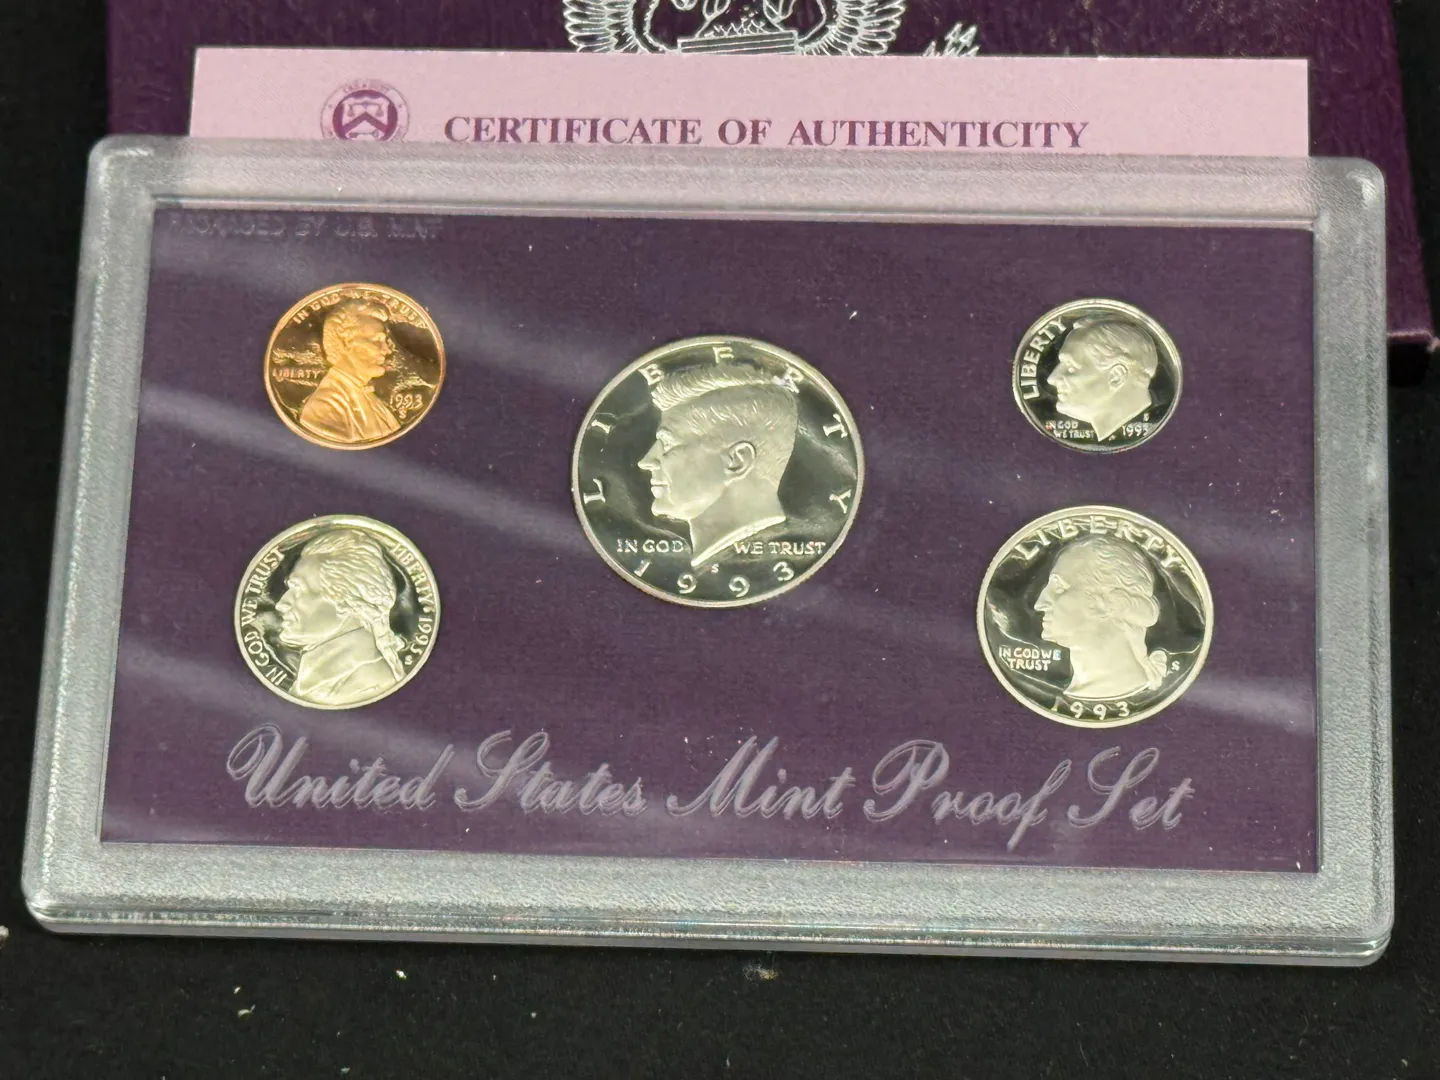 CERTIFICATE OF AUTHENTICITY
PACKAGED BY U.S. MINT
IN GOD WE TRUST
LIBERTY
1993
S
LIBERTY
IN GOD WE TRUST
S
1993
LIBERTY
IN GOD
WE TRUST
S
1993
IN GOD WE TRUST
LIBERTY • 1993
S
LIBERTY
IN GOD WE
TRUST
S
1993
United States Mint Proof Set